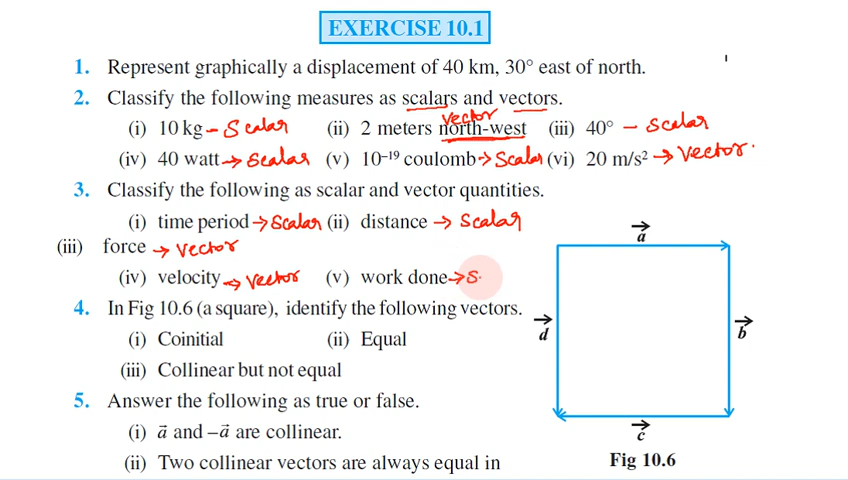 EXERCISE 10.1
1. Represent graphically a displacement of 40 km, 30° east of north.
2. Classify the following measures as scalars and vectors.
(i) 10 kg – Scalar (ii) 2 meters north-west vector (iii) 40° – Scalar
(iv) 40 watt → Scalar (v) 10⁻¹⁹ coulomb → Scalar (vi) 20 m/s² → Vector.
3. Classify the following as scalar and vector quantities.
(i) time period → Scalar (ii) distance → Scalar
(iii) force → Vector
(iv) velocity → Vector (v) work done → S
4. In Fig 10.6 (a square), identify the following vectors.
(i) Coinitial (ii) Equal
(iii) Collinear but not equal
5. Answer the following as true or false.
(i) a⃗ and –a⃗ are collinear.
(ii) Two collinear vectors are always equal in
a⃗
d⃗
b⃗
c⃗
Fig 10.6